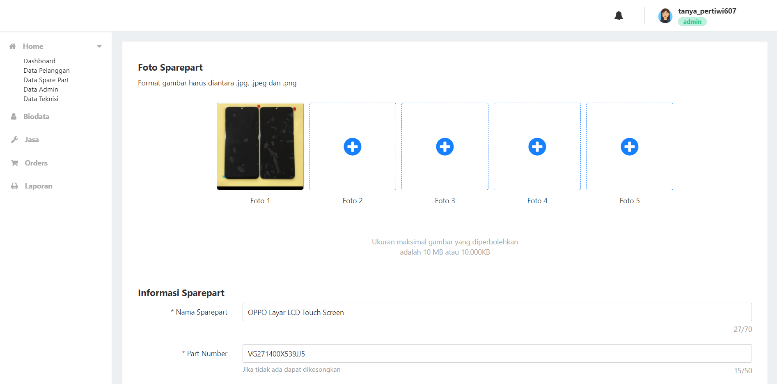 tanya_pertiwi607
admin
Home
Dashboard
Data Pelanggan
Data Spare Part
Data Admin
Data Teknisi
Biodata
Jasa
Orders
Laporan
Foto Sparepart
Format gambar harus diantara .jpg, .jpeg dan .png
Foto 1
Foto 2
Foto 3
Foto 4
Foto 5
Ukuran maksimal gambar yang diperbolehkan
adalah 10 MB atau 10.000KB
Informasi Sparepart
* Nama Sparepart
OPPO Layar LCD Touch Screen
27/70
* Part Number
VG271400X539JJ5
Jika tidak ada dapat dikosongkan
15/50